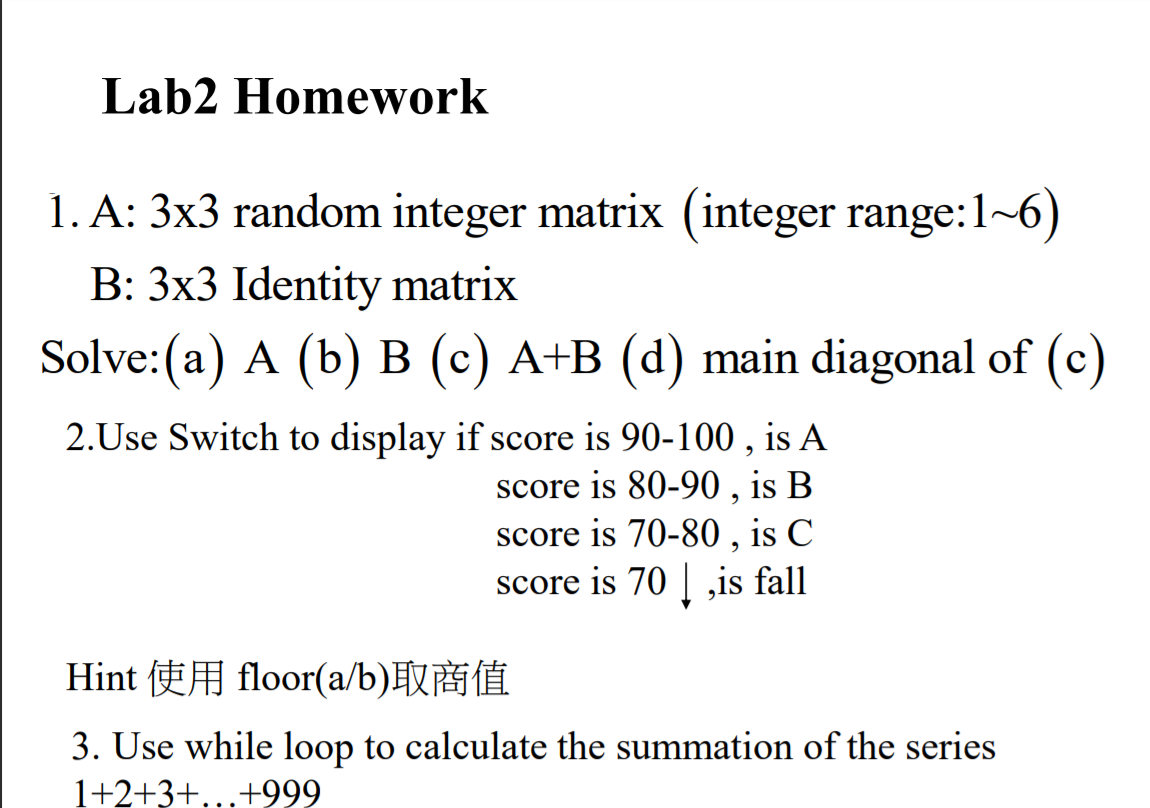 Lab2 Homework
1. A: 3x3 random integer matrix (integer range:1~6)
B: 3x3 Identity matrix
Solve:(a) A (b) B (c) A+B (d) main diagonal of (c)
2.Use Switch to display if score is 90-100 , is A
score is 80-90 , is B
score is 70-80 , is C
score is 70↓ ,is fall
Hint 使用 floor(a/b)取商值
3. Use while loop to calculate the summation of the series
1+2+3+…+999